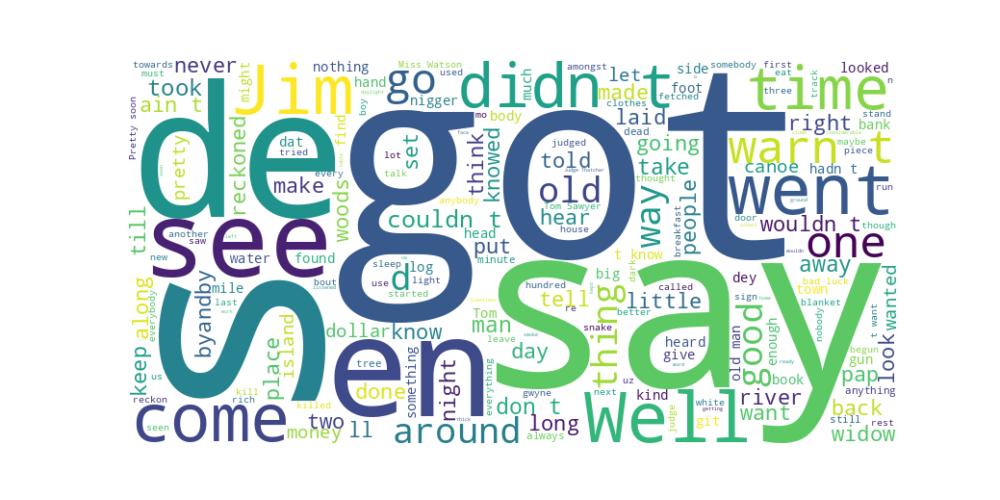 towards
never
nothing
Miss Watson
amongst
let
side
somebody
first
looked
must
took
might
Jim
hand
go
used
didn t
much
made
foot
eat
time
n
ain t
boy
nigger
mo
body
clothes
fetched
three
track
Pretty soon
pretty
de
reckoned
find
dat
tried
lot
set
got
think
knowed
judged
told
laid
dead
going
right
bank
stand
warn t
maybe
piece
make
every
talk
anybody
old
Judge Thatcher
take
thought
canoe
hadn t
went
run
till
see
woods
couldn t
Tom Sawyer
hear
house
way
people
breakfast
door
wouldn t
though
one
another
saw
new
water
found
bout
head
put
minute
t know
dark
dey
away
along
everybody
byandby
mile
last
s
sleep
use
d
log
light
started
say
big
hundred
tell
re
thing
called
little
better
sign
bad luck
town
blanket
nobody
t want
wanted
keep
us
place
island
dollar
know
Tom
man
leave
snake
heard
give
old man
good
enough
begun
gun
look
reckon
tree
en
something
night
day
everything
book
pap
anything
kill
rich
done
gwyne
next
uz
kind
white
getting
river
want
back
still
rest
seen
come
killed
money
two
ll
around
long
always
don t
Well
judge
git
widow